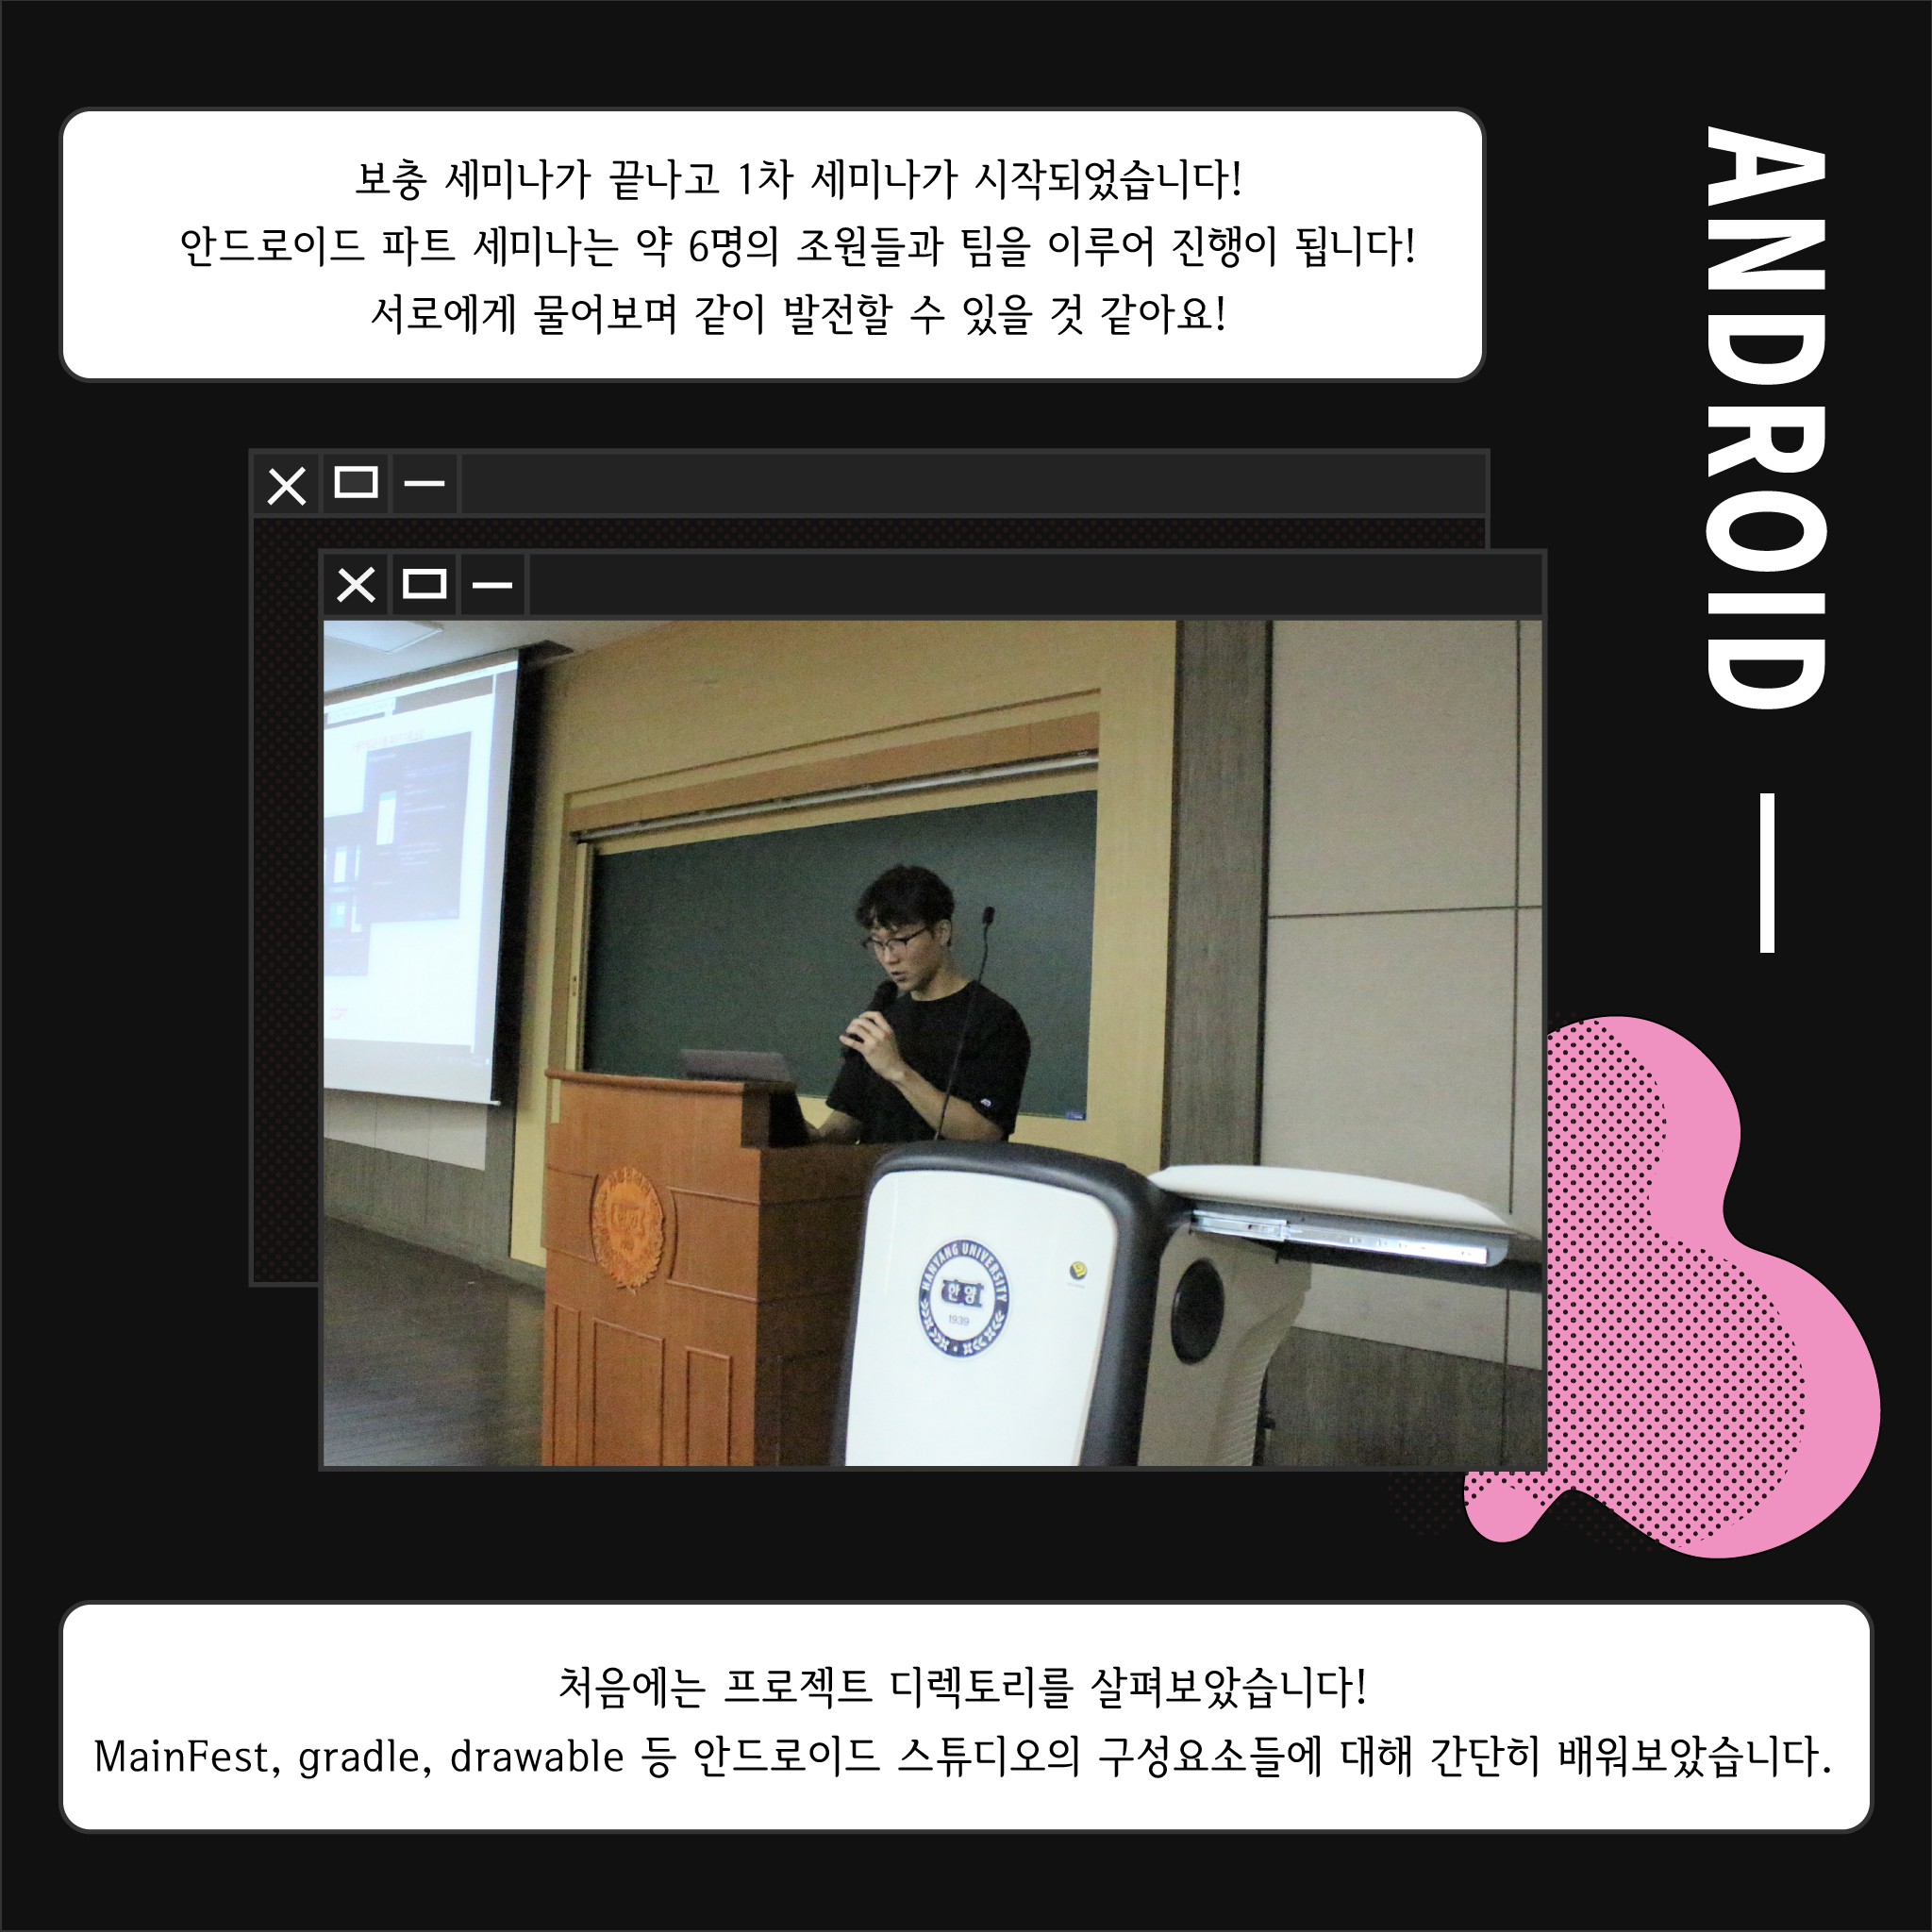 보충 세미나가 끝나고 1차 세미나가 시작되었습니다!
안드로이드 파트 세미나는 약 6명의 조원들과 팀을 이루어 진행이 됩니다!
서로에게 물어보며 같이 발전할 수 있을 것 같아요!
ANDROID
HANYANG UNIVERSITY
한양
1939
처음에는 프로젝트 디렉토리를 살펴보았습니다!
MainFest, gradle, drawable 등 안드로이드 스튜디오의 구성요소들에 대해 간단히 배워보았습니다.